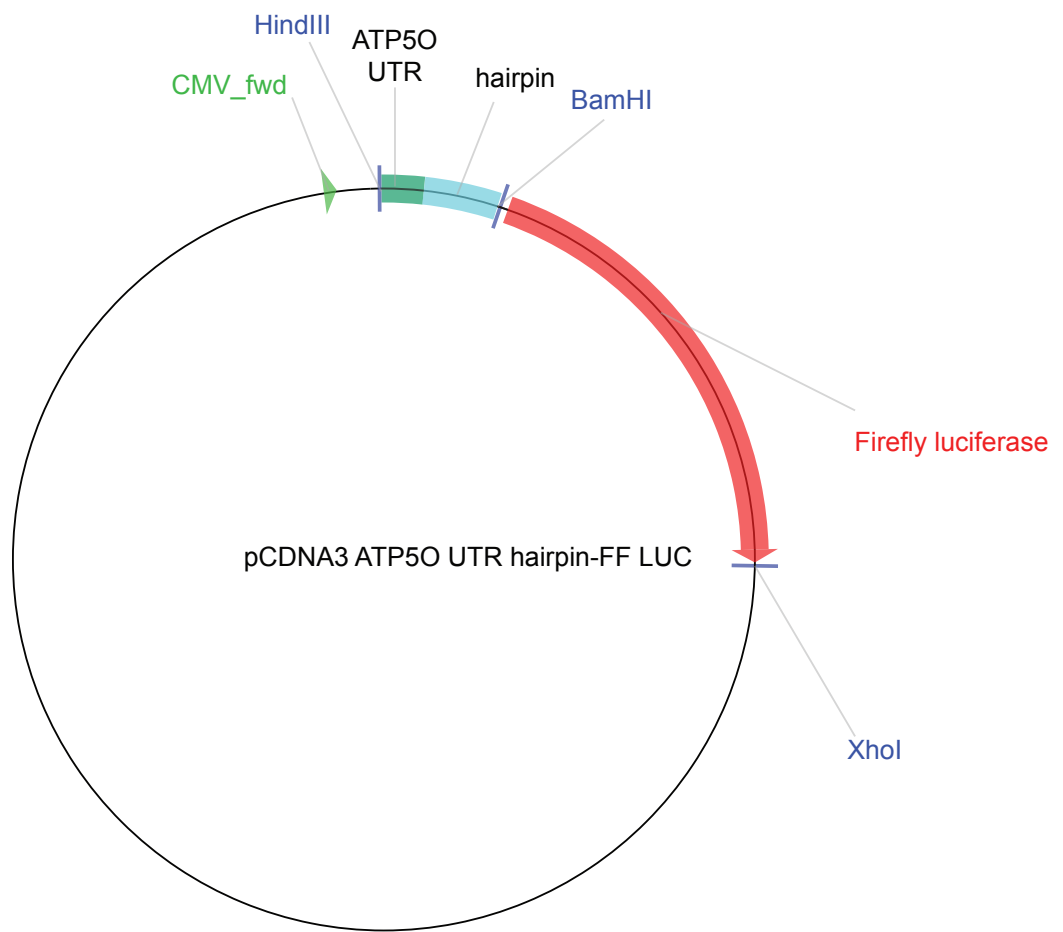 HindIII
ATP5O
UTR
hairpin
CMV_fwd
BamHI
Firefly luciferase
pCDNA3 ATP5O UTR hairpin-FF LUC
XhoI